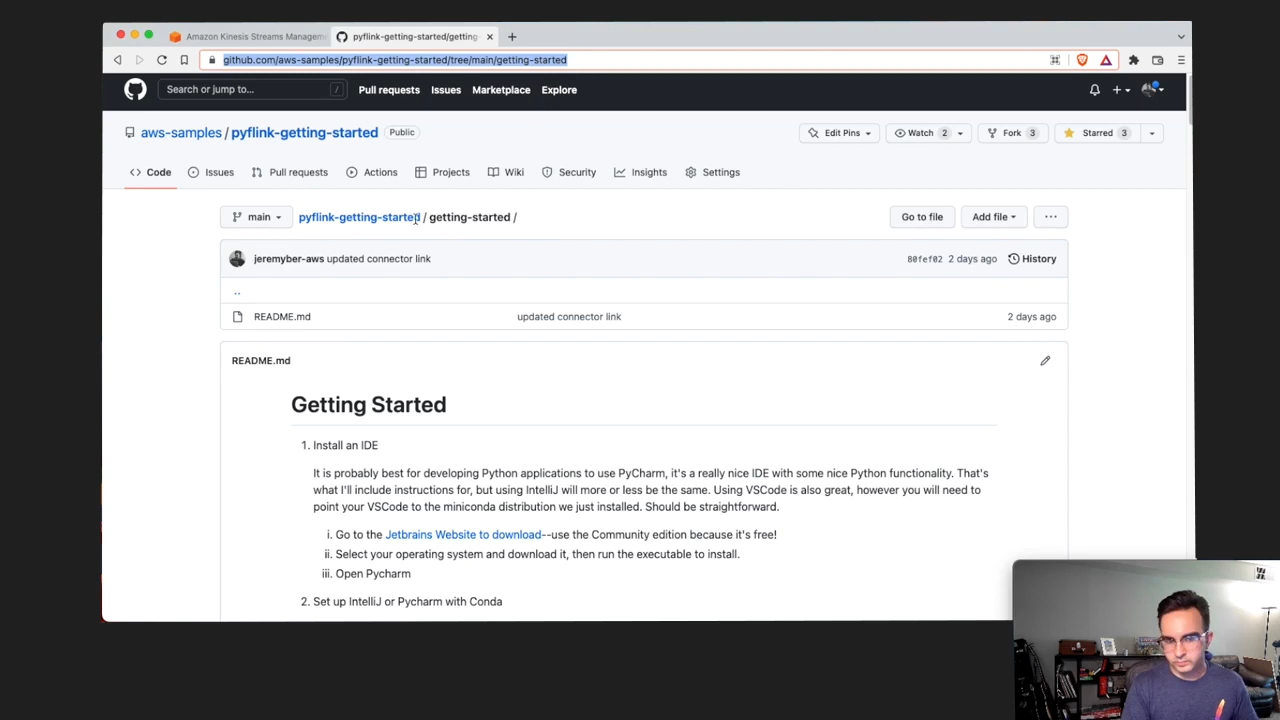 Amazon Kinesis Streams Managem
pyflink-getting-started/getting
github.com/aws-samples/pyflink-getting-started/tree/main/getting-started
Search or jump to... /
Pull requests Issues Marketplace Explore
aws-samples / pyflink-getting-started Public
Edit Pins Watch 2 Fork 3 Starred 3
Code Issues Pull requests Actions Projects Wiki Security Insights Settings
main pyflink-getting-started / getting-started / Go to file Add file ...
jeremyber-aws updated connector link 80fef02 2 days ago History
..
README.md updated connector link 2 days ago
README.md
Getting Started
1. Install an IDE
It is probably best for developing Python applications to use PyCharm, it's a really nice IDE with some nice Python functionality. That's
what I'll include instructions for, but using IntelliJ will more or less be the same. Using VSCode is also great, however you will need to
point your VSCode to the miniconda distribution we just installed. Should be straightforward.
i. Go to the Jetbrains Website to download--use the Community edition because it's free!
ii. Select your operating system and download it, then run the executable to install.
iii. Open Pycharm
2. Set up IntelliJ or Pycharm with Conda